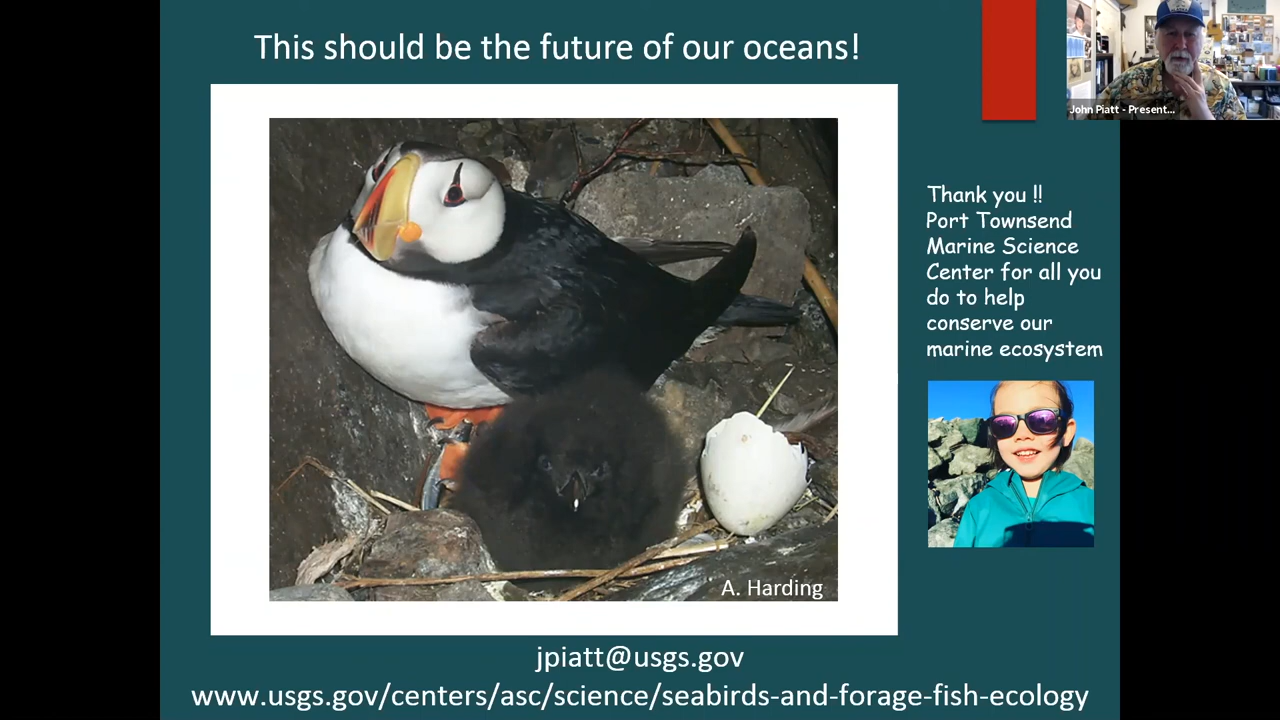 This should be the future of our oceans!
John Piatt - Present...
Thank you !!
Port Townsend
Marine Science
Center for all you
do to help
conserve our
marine ecosystem
A. Harding
jpiatt@usgs.gov
www.usgs.gov/centers/asc/science/seabirds-and-forage-fish-ecology